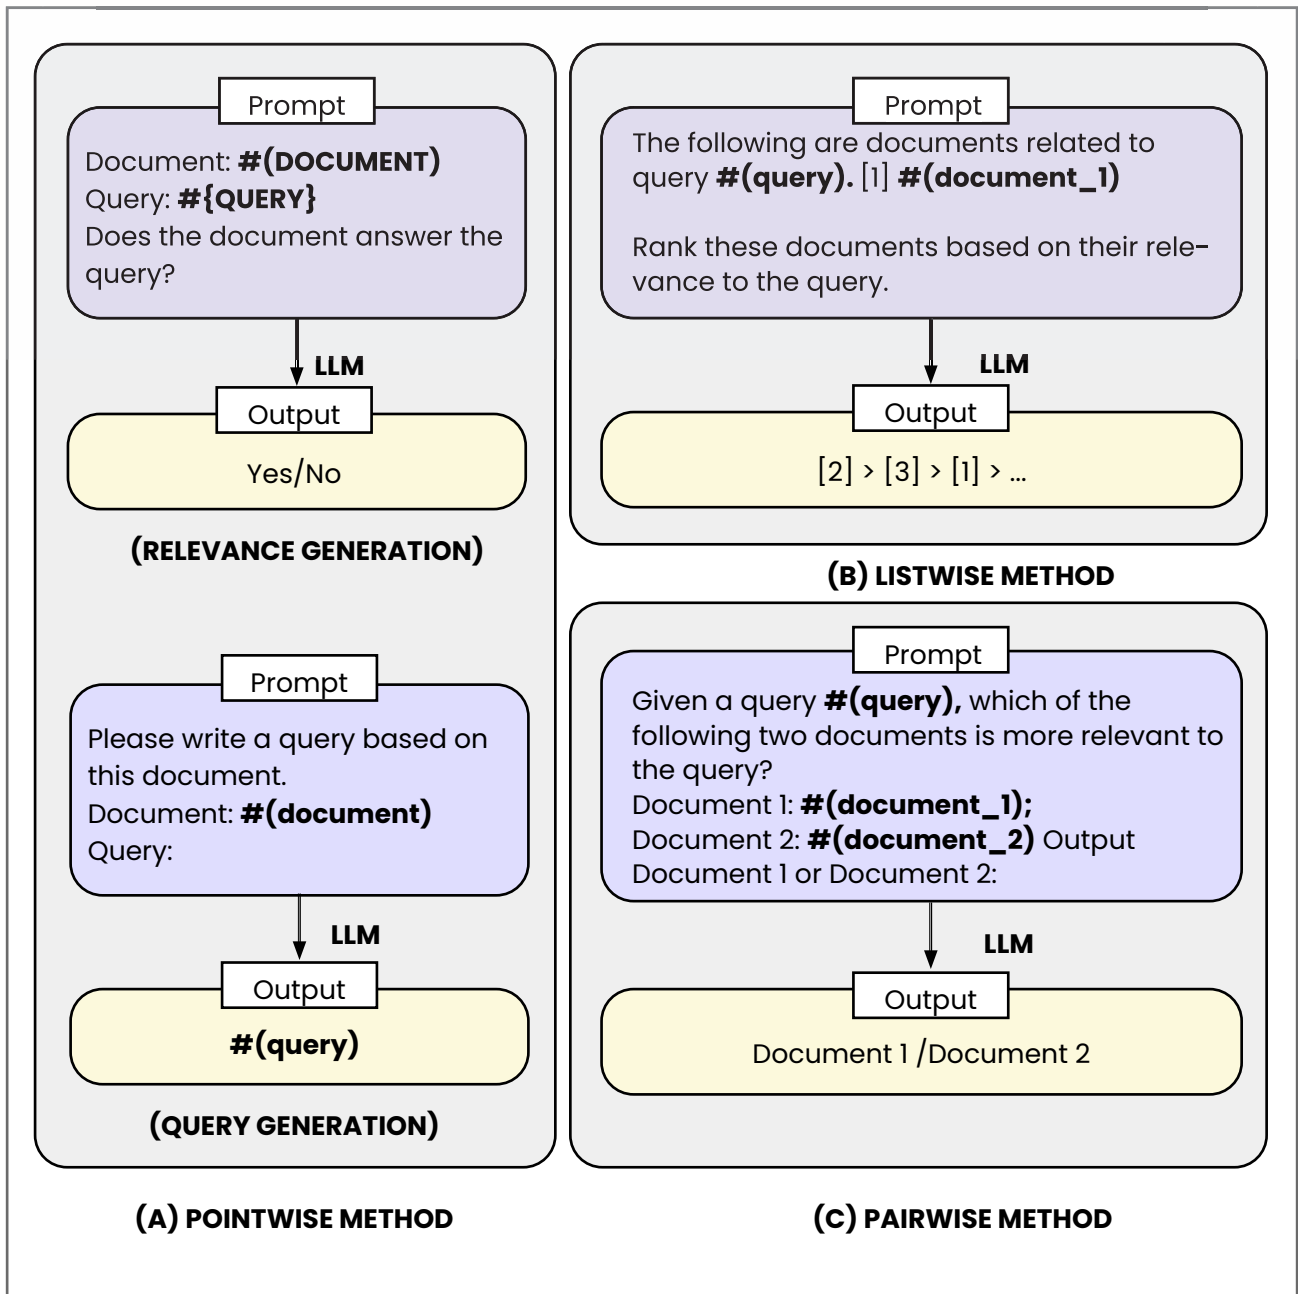 Prompt
Document: #(DOCUMENT)
Query: #{QUERY}
Does the document answer the
query?
LLM
Output
Yes/No
(RELEVANCE GENERATION)
Prompt
Please write a query based on
this document.
Document: #(document)
Query:
LLM
Output
#(query)
(QUERY GENERATION)
(A) POINTWISE METHOD
Prompt
The following are documents related to
query #(query). [1] #(document_1)
Rank these documents based on their rele-
vance to the query.
LLM
Output
[2] > [3] > [1] > ...
(B) LISTWISE METHOD
Prompt
Given a query #(query), which of the
following two documents is more relevant to
the query?
Document 1: #(document_1);
Document 2: #(document_2) Output
Document 1 or Document 2:
LLM
Output
Document 1 /Document 2
(C) PAIRWISE METHOD